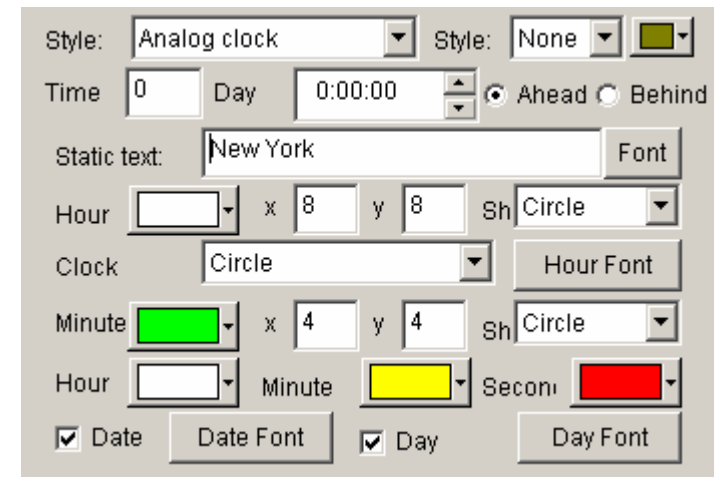 Style: Analog clock Style: None
Time 0 Day 0:00:00 Ahead Behind
Static text: New York Font
Hour x 8 y 8 Sh Circle
Clock Circle Hour Font
Minute x 4 y 4 Sh Circle
Hour Minute Secon
Date Date Font Day Day Font